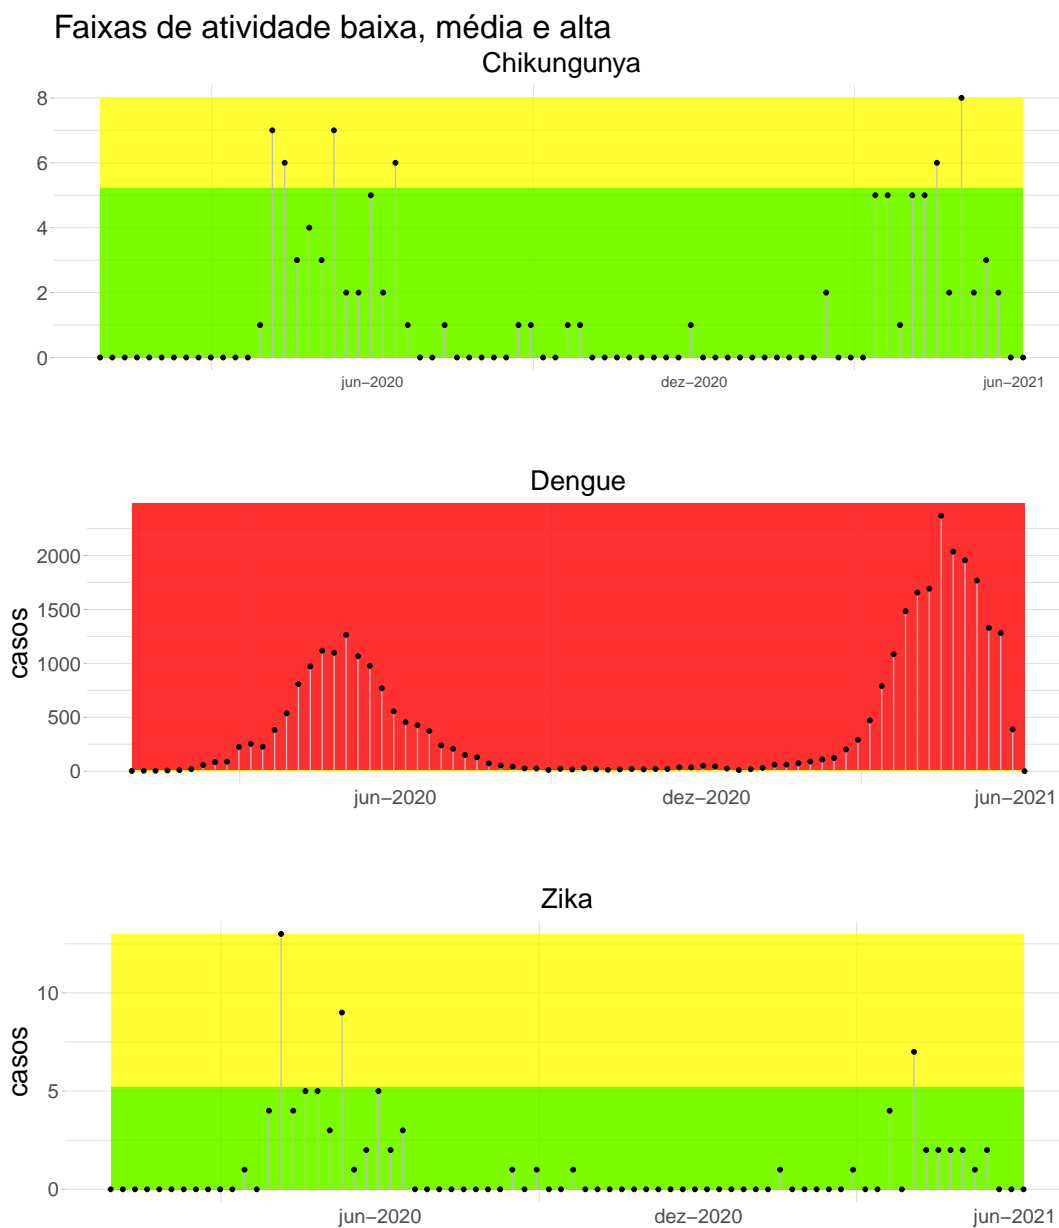 Faixas de atividade baixa, média e alta
Chikungunya
8
6
4
2
0
jun−2020 dez−2020 jun−2021
Dengue
casos
2000
1500
1000
500
0
jun−2020 dez−2020 jun−2021
Zika
casos
10
5
0
jun−2020 dez−2020 jun−2021